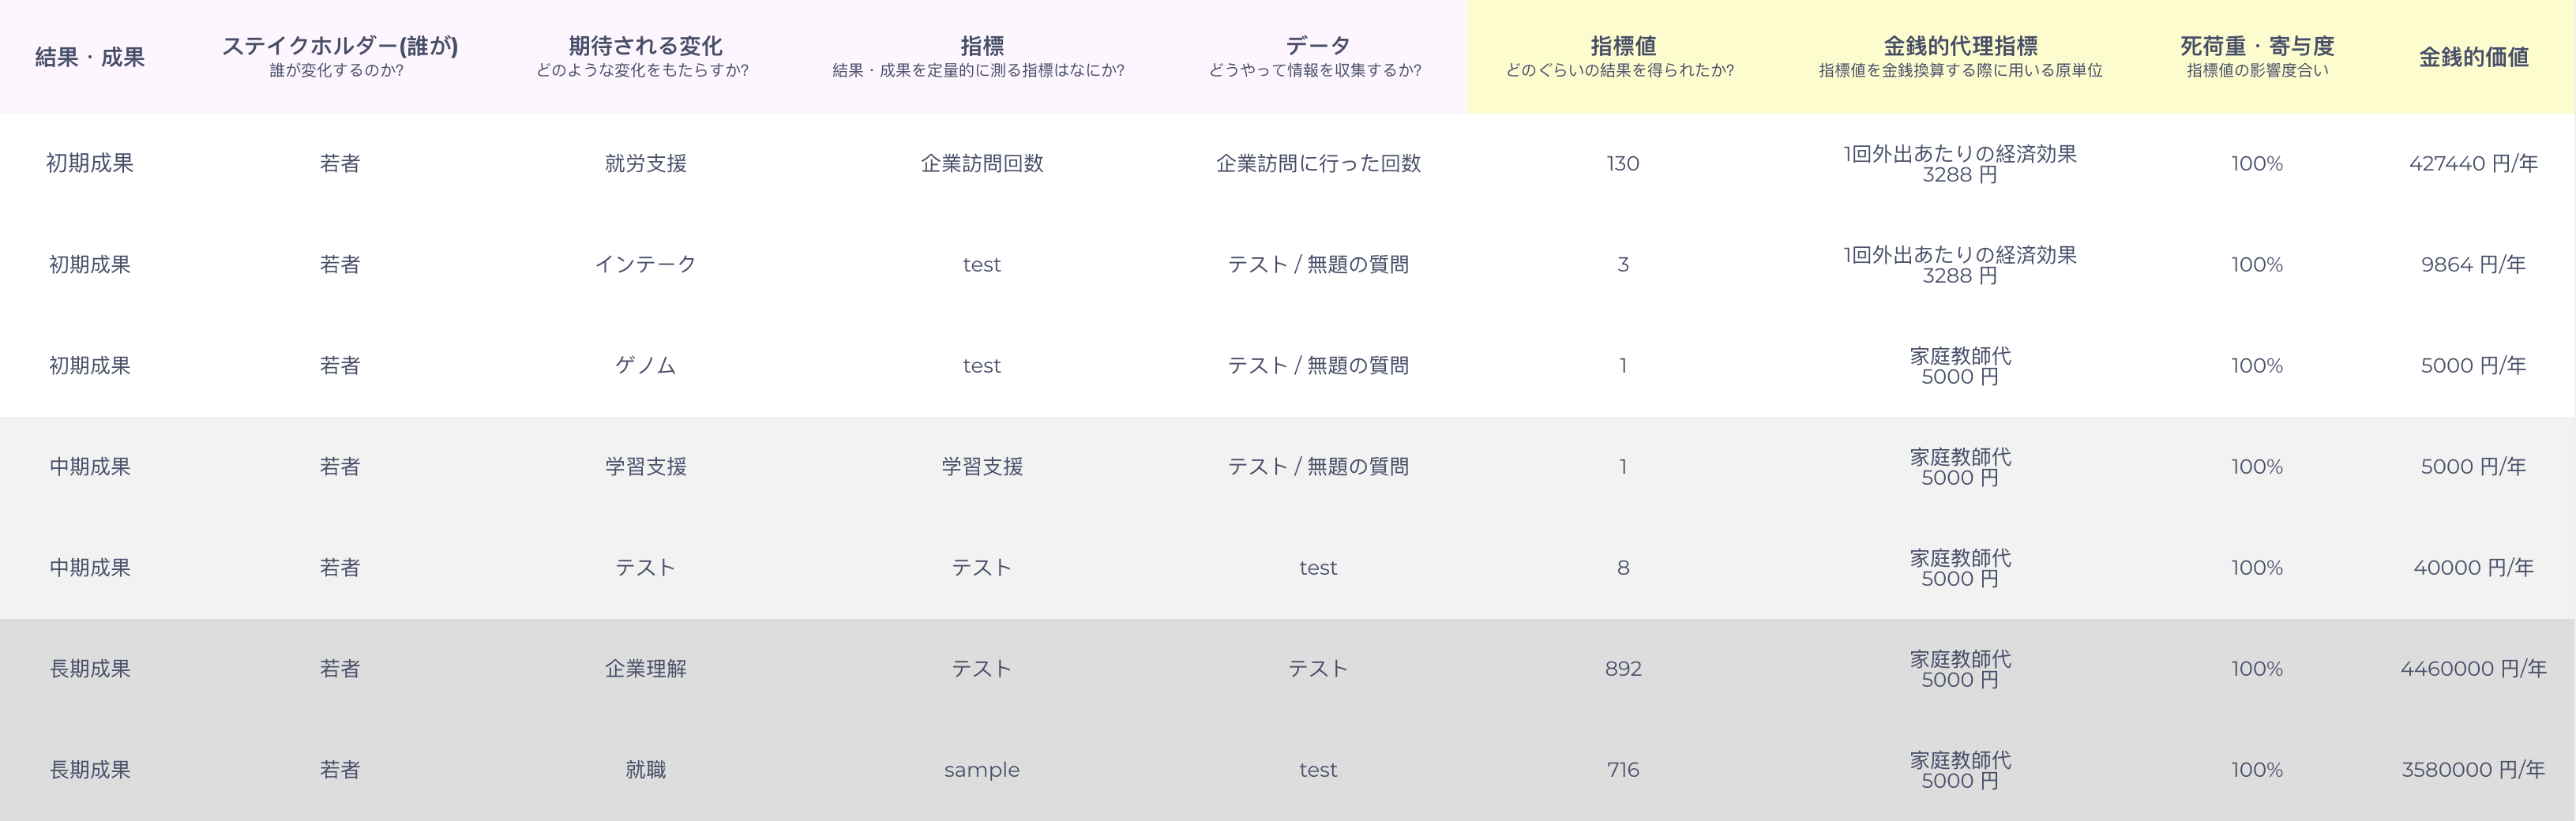 結果・成果
ステイクホルダー(誰が)
誰が変化するのか?
期待される変化
どのような変化をもたらすか?
指標
結果・成果を定量的に測る指標はなにか?
データ
どうやって情報を収集するか?
指標値
どのぐらいの結果を得られたか?
金銭的代理指標
指標値を金銭換算する際に用いる原単位
死荷重・寄与度
指標値の影響度合い
金銭的価値
初期成果
若者
就労支援
企業訪問回数
企業訪問に行った回数
130
1回外出あたりの経済効果
3288 円
100%
427440 円/年
初期成果
若者
インテーク
test
テスト / 無題の質問
3
1回外出あたりの経済効果
3288 円
100%
9864 円/年
初期成果
若者
ゲノム
test
テスト / 無題の質問
1
家庭教師代
5000 円
100%
5000 円/年
中期成果
若者
学習支援
学習支援
テスト / 無題の質問
1
家庭教師代
5000 円
100%
5000 円/年
中期成果
若者
テスト
テスト
test
8
家庭教師代
5000 円
100%
40000 円/年
長期成果
若者
企業理解
テスト
テスト
892
家庭教師代
5000 円
100%
4460000 円/年
長期成果
若者
就職
sample
test
716
家庭教師代
5000 円
100%
3580000 円/年